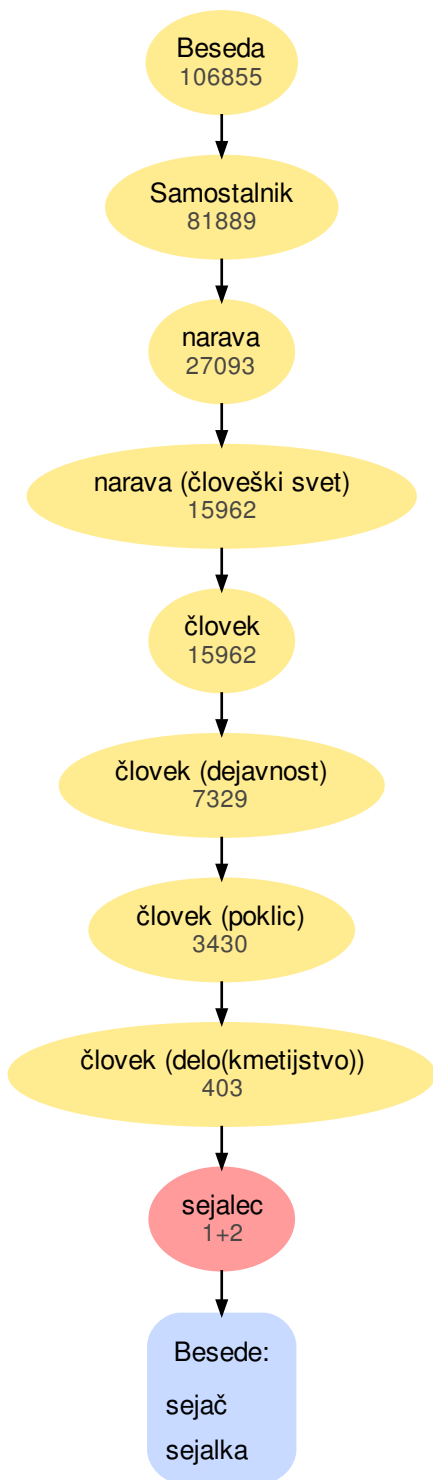 Beseda
106855
Samostalnik
81889
narava
27093
narava (človeški svet)
15962
človek
15962
človek (dejavnost)
7329
človek (poklic)
3430
človek (delo(kmetijstvo))
403
sejalec
1+2
Besede:
sejač
sejalka